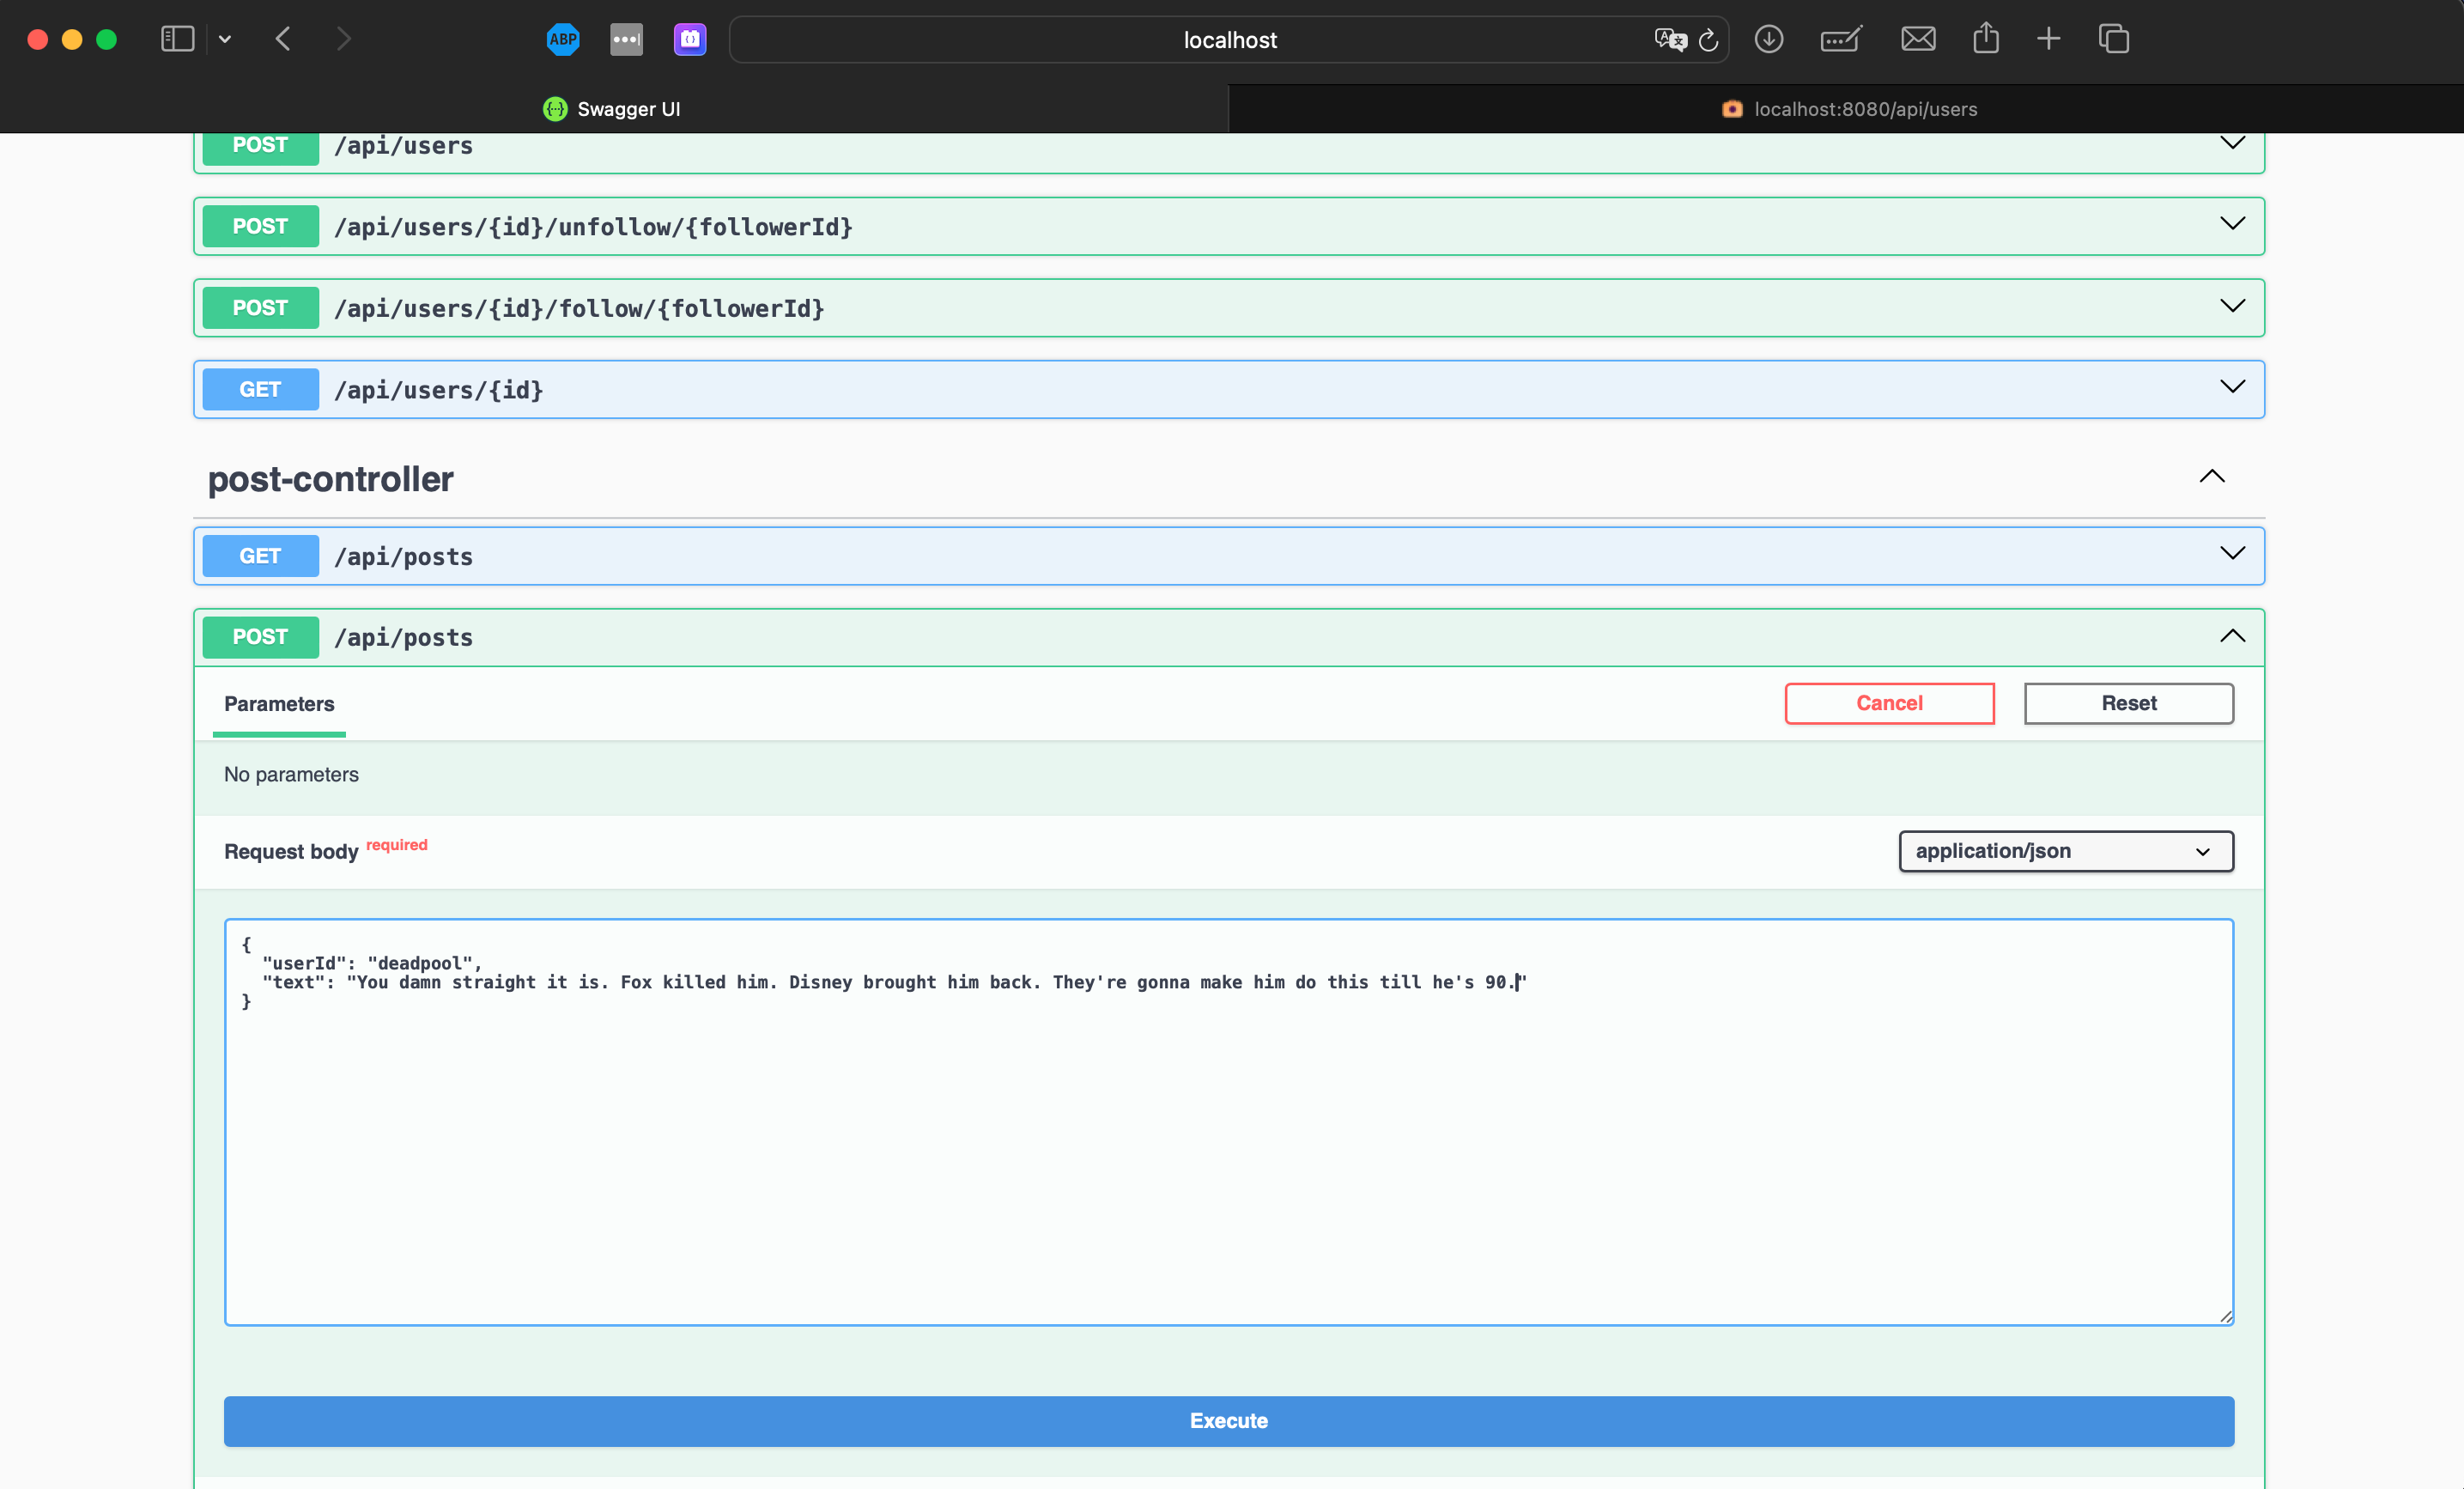 ABP
localhost
Swagger UI
localhost:8080/api/users
POST /api/users
POST /api/users/{id}/unfollow/{followerId}
POST /api/users/{id}/follow/{followerId}
GET /api/users/{id}
post-controller
GET /api/posts
POST /api/posts
Parameters
Cancel
Reset
No parameters
Request body required
application/json
{
"userId": "deadpool",
"text": "You damn straight it is. Fox killed him. Disney brought him back. They're gonna make him do this till he's 90."
}
Execute